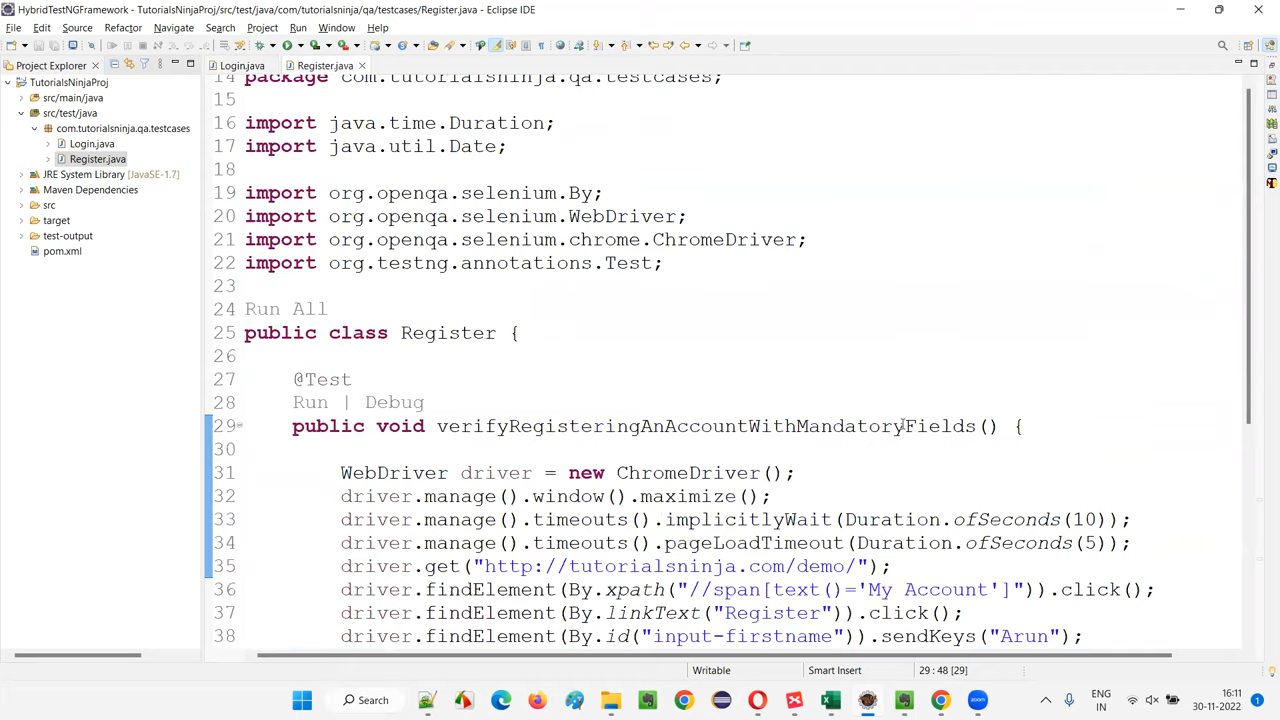 HybridTestNGFramework - TutorialsNinjaProj/src/test/java/com/tutorialsninja/qa/testcases/Register.java - Eclipse IDE
File Edit Source Refactor Navigate Search Project Run Window Help
Project Explorer
Login.java Register.java
TutorialsNinjaProj
src/main/java
src/test/java
com.tutorialsninja.qa.testcases
Login.java
Register.java
JRE System Library [JavaSE-1.7]
Maven Dependencies
src
target
test-output
pom.xml
14 package com.tutorialsninja.qa.testcases;
15
16 import java.time.Duration;
17 import java.util.Date;
18
19 import org.openqa.selenium.By;
20 import org.openqa.selenium.WebDriver;
21 import org.openqa.selenium.chrome.ChromeDriver;
22 import org.testng.annotations.Test;
23
24 Run All
25 public class Register {
26
27 @Test
28 Run | Debug
29 public void verifyRegisteringAnAccountWithMandatoryFields() {
30
31 WebDriver driver = new ChromeDriver();
32 driver.manage().window().maximize();
33 driver.manage().timeouts().implicitlyWait(Duration.ofSeconds(10));
34 driver.manage().timeouts().pageLoadTimeout(Duration.ofSeconds(5));
35 driver.get("http://tutorialsninja.com/demo/");
36 driver.findElement(By.xpath("//span[text()='My Account']")).click();
37 driver.findElement(By.linkText("Register")).click();
38 driver.findElement(By.id("input-firstname")).sendKeys("Arun");
Writable Smart Insert 29 : 48 [29]
Search
zoom
ENG
IN
16:11
30-11-2022
1